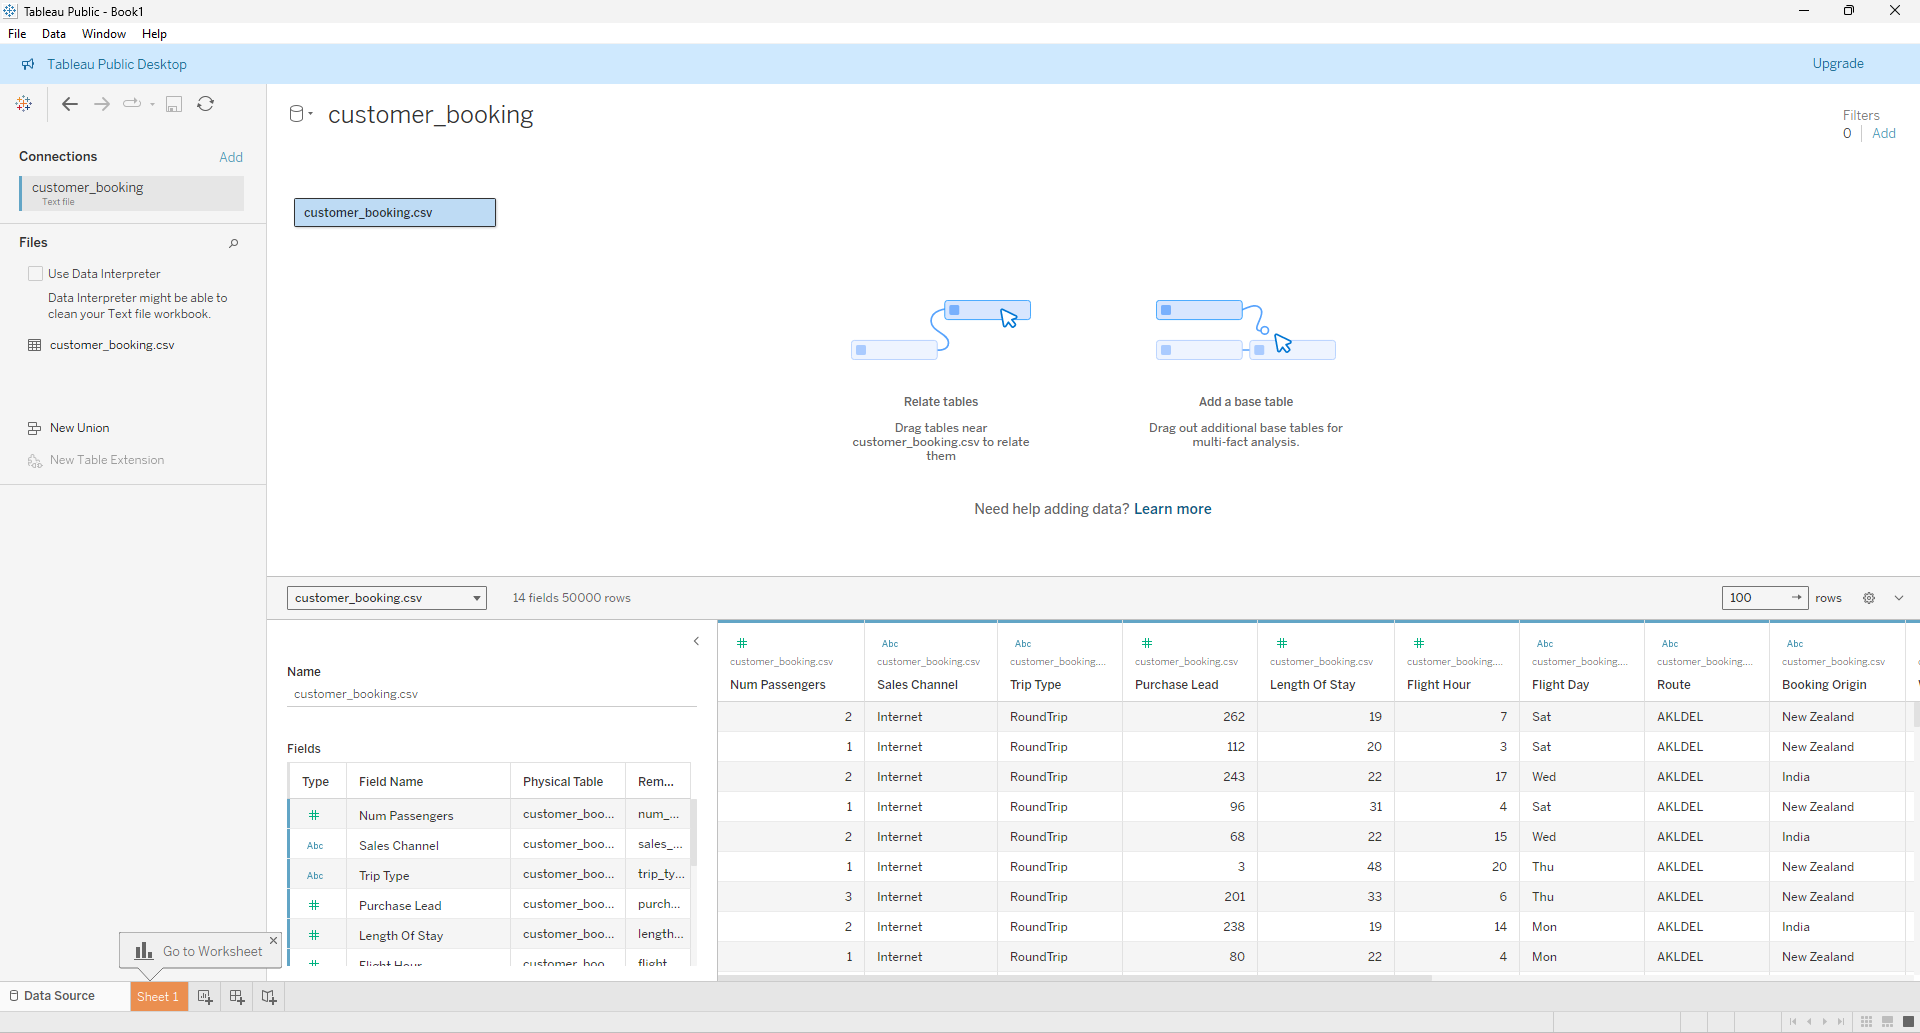 Tableau Public - Book1
File Data Window Help
Tableau Public Desktop
Upgrade
customer_booking
Filters
0 Add
Connections Add
customer_booking
Text file
customer_booking.csv
Files
Use Data Interpreter
Data Interpreter might be able to
clean your Text file workbook.
customer_booking.csv
New Union
New Table Extension
Relate tables
Drag tables near
customer_booking.csv to relate
them
Add a base table
Drag out additional base tables for
multi-fact analysis.
Need help adding data? Learn more
customer_booking.csv 14 fields 50000 rows 100 rows
Name
customer_booking.csv
Fields
Type Field Name Physical Table Rem...
# Num Passengers customer_boo... num_...
Abc Sales Channel customer_boo... sales_...
Abc Trip Type customer_boo... trip_ty...
# Purchase Lead customer_boo... purch...
# Length Of Stay customer_boo... length...
# Flight Hour customer_boo... flight
# Abc Abc # # # Abc Abc Abc
customer_booking.csv customer_booking.csv customer_booking.... customer_booking.csv customer_booking.csv customer_booking.... customer_booking.... customer_booking.... customer_booking.csv
Num Passengers Sales Channel Trip Type Purchase Lead Length Of Stay Flight Hour Flight Day Route Booking Origin
2 Internet RoundTrip 262 19 7 Sat AKLDEL New Zealand
1 Internet RoundTrip 112 20 3 Sat AKLDEL New Zealand
2 Internet RoundTrip 243 22 17 Wed AKLDEL India
1 Internet RoundTrip 96 31 4 Sat AKLDEL New Zealand
2 Internet RoundTrip 68 22 15 Wed AKLDEL India
1 Internet RoundTrip 3 48 20 Thu AKLDEL New Zealand
3 Internet RoundTrip 201 33 6 Thu AKLDEL New Zealand
2 Internet RoundTrip 238 19 14 Mon AKLDEL India
1 Internet RoundTrip 80 22 4 Mon AKLDEL New Zealand
Go to Worksheet
Data Source Sheet 1